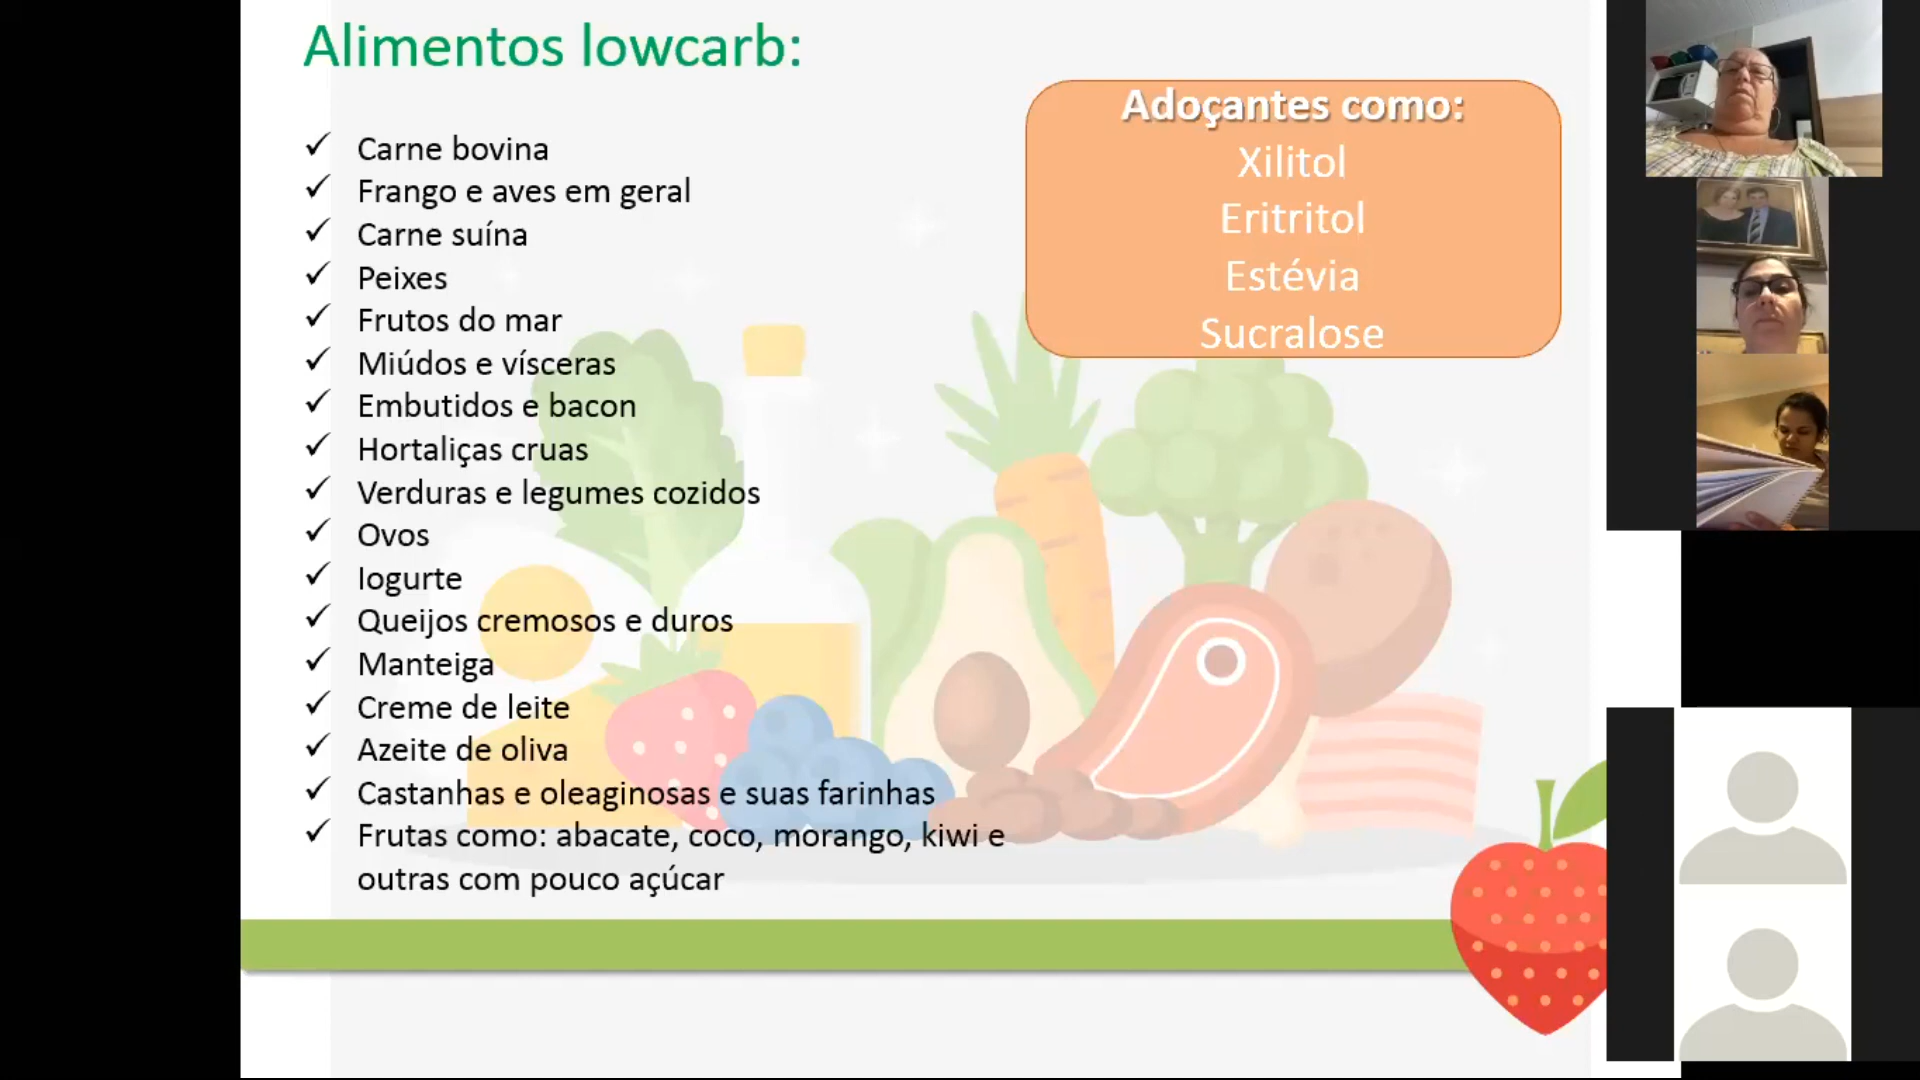 Alimentos lowcarb:
Carne bovina
Frango e aves em geral
Carne suína
Peixes
Frutos do mar
Miúdos e vísceras
Embutidos e bacon
Hortaliças cruas
Verduras e legumes cozidos
Ovos
Iogurte
Queijos cremosos e duros
Manteiga
Creme de leite
Azeite de oliva
Castanhas e oleaginosas e suas farinhas
Frutas como: abacate, coco, morango, kiwi e
outras com pouco açúcar
Adoçantes como:
Xilitol
Eritritol
Estévia
Sucralose